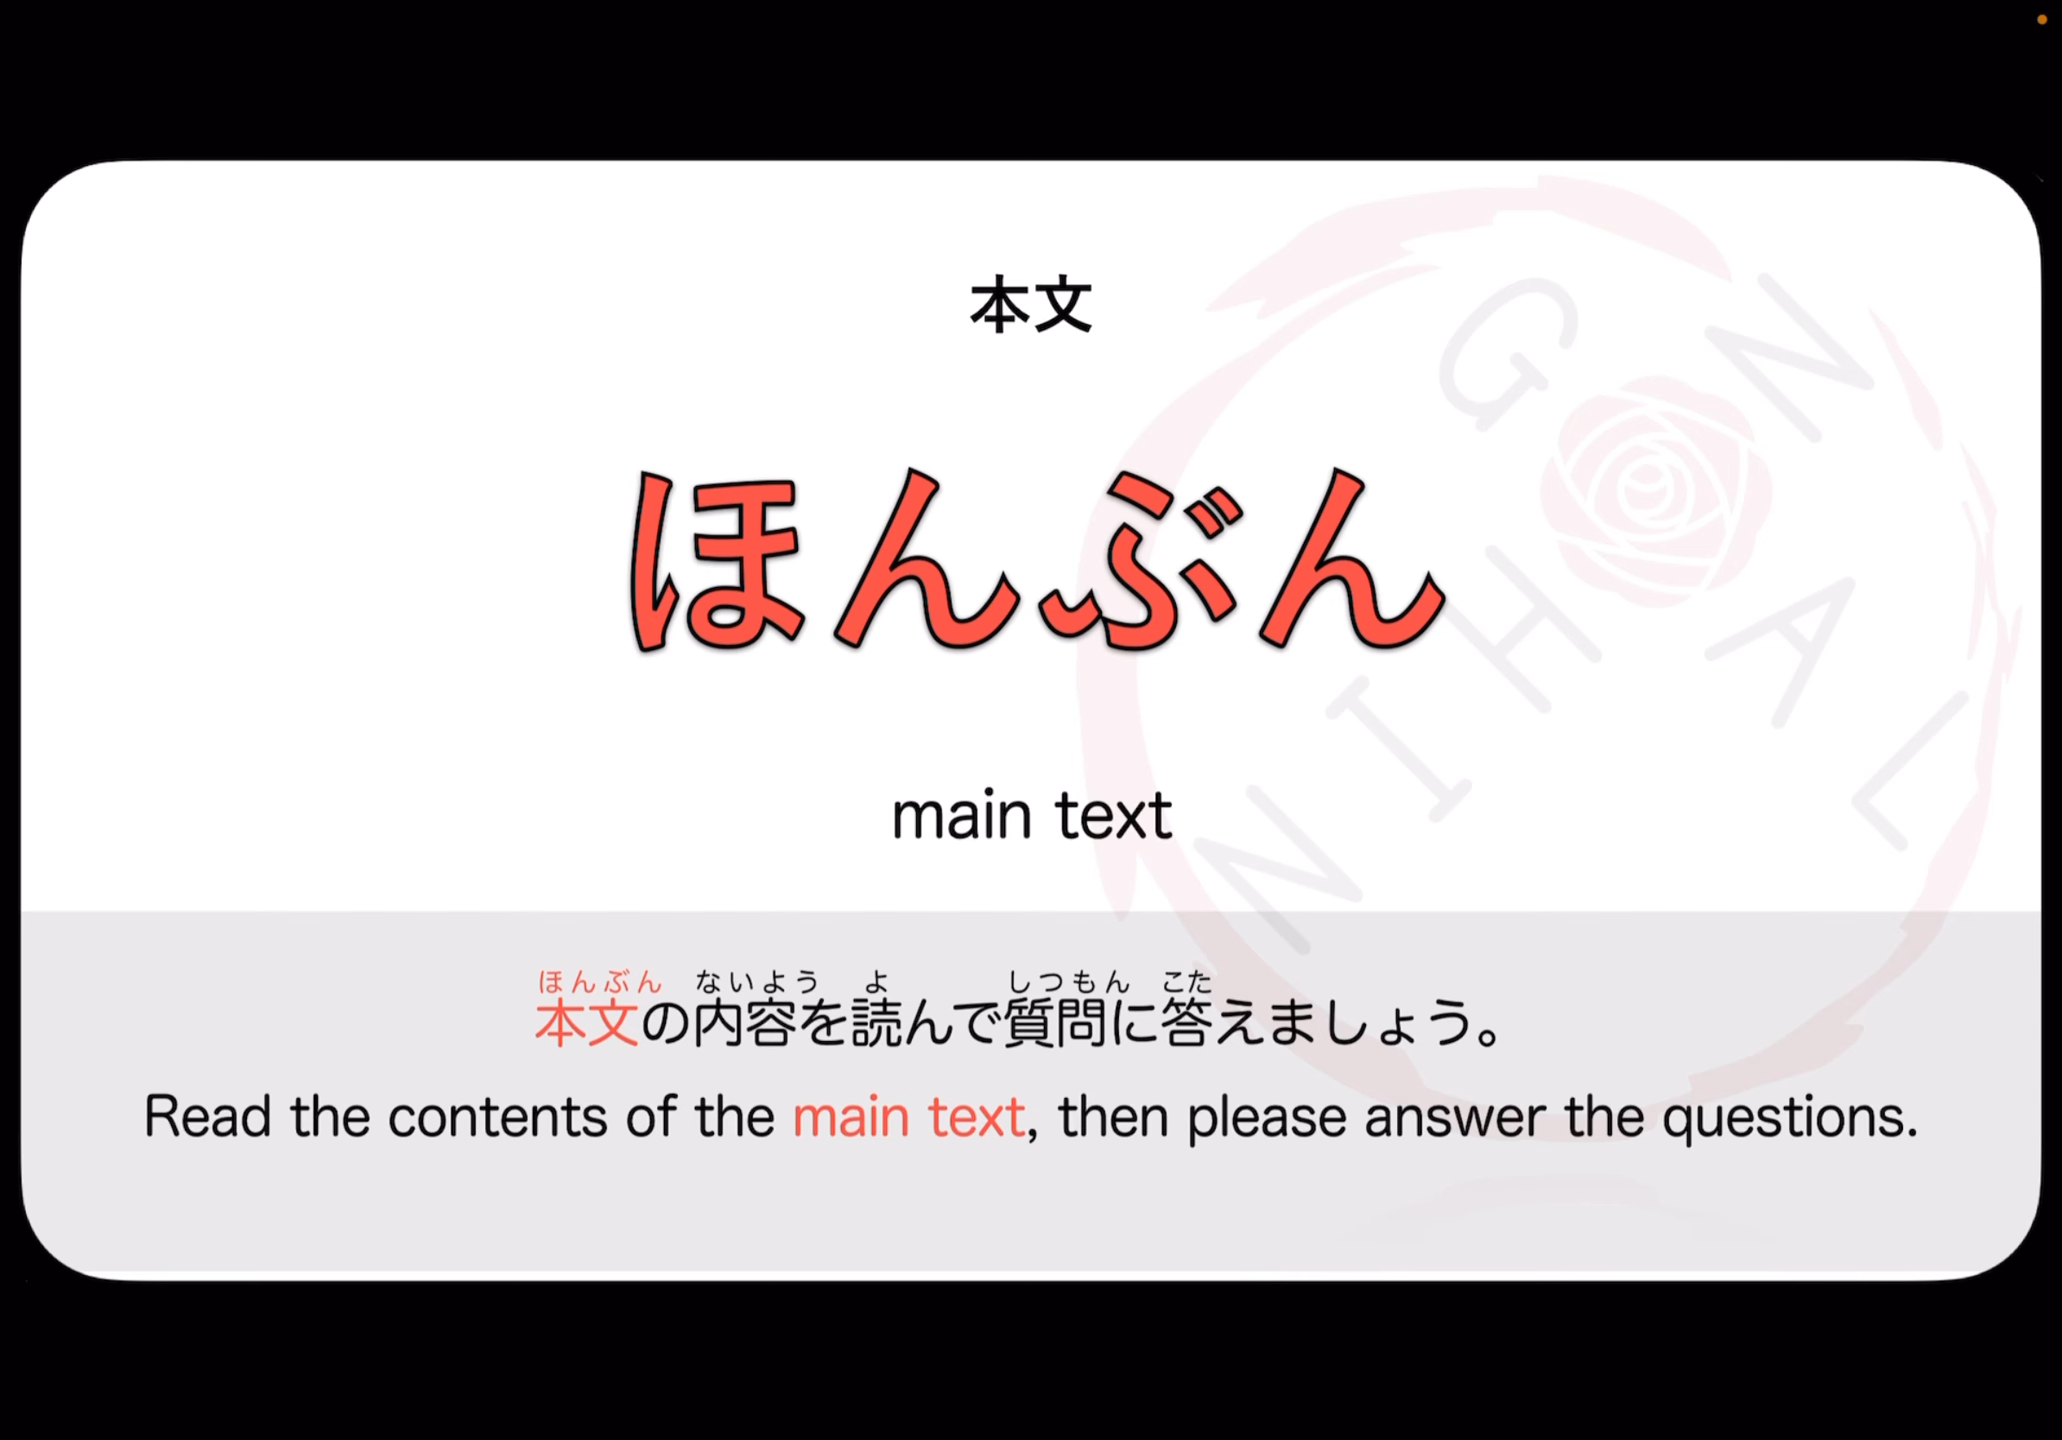 本文
ほんぶん
main text
ほんぶん ないよう よ しつもん こた
本文の内容を読んで質問に答えましょう。
Read the contents of the main text, then please answer the questions.
NIHONGO